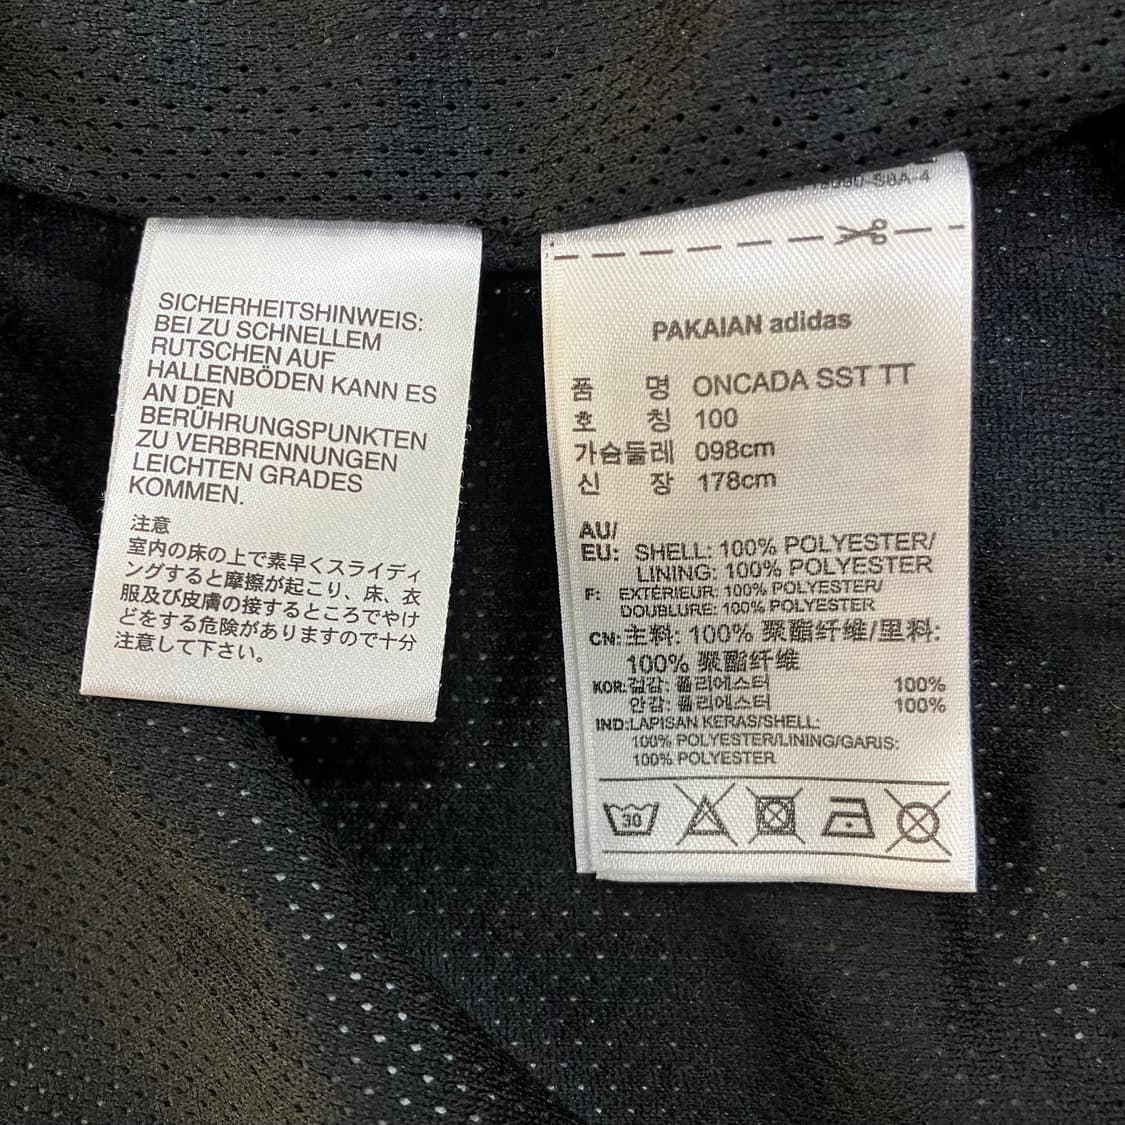 SICHERHEITSHINWEIS:
BEI ZU SCHNELLEM
RUTSCHEN AUF
HALLENBÖDEN KANN ES
AN DEN
BERÜHRUNGSPUNKTEN
ZU VERBRENNUNGEN
LEICHTEN GRADES
KOMMEN.
注意
室内の床の上で素早くスライディ
ングすると摩擦が起こり、床、衣
服及び皮膚の接するところでやけ
どをする危険がありますので十分
注意して下さい。
PAKAIAN adidas
품 명 ONCADA SST TT
호 칭 100
가슴둘레 098cm
신 장 178cm
AU/
EU: SHELL: 100% POLYESTER/
LINING: 100% POLYESTER
F: EXTÉRIEUR: 100% POLYESTER/
DOUBLURE: 100% POLYESTER
CN: 主料: 100% 聚酯纤维/里料:
100% 聚酯纤维
KOR: 겉감: 폴리에스터 100%
안감: 폴리에스터 100%
IND: LAPISAN KERAS/SHELL:
100% POLYESTER/LINING/GARIS:
100% POLYESTER
30